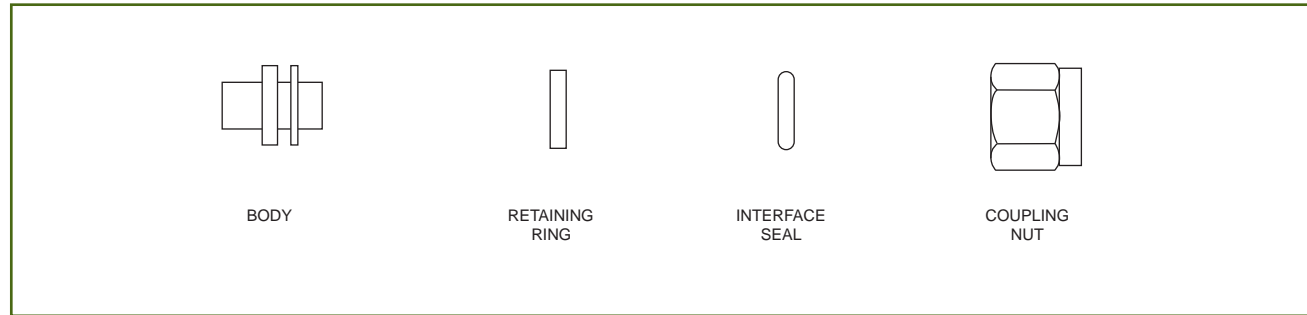 BODY
RETAINING
RING
INTERFACE
SEAL
COUPLING
NUT